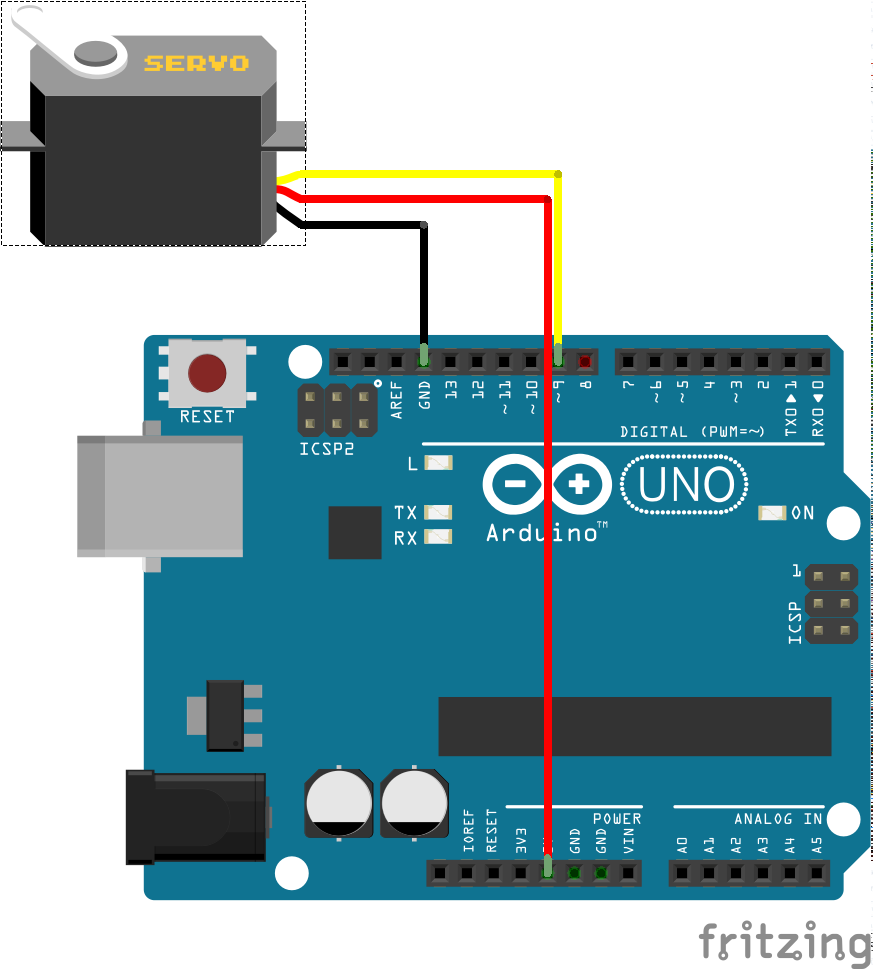 SERVO
RESET
ICSP2
AREF
GND
13
12
~11
~10
~9
8
7
~6
~5
4
~3
2
TX0 ▶ 1
RX0 ◀ 0
DIGITAL (PWM=~)
L
TX
RX
Arduino™
UNO
ON
1
ICSP
IOREF
RESET
3V3
GND
GND
VIN
POWER
A0
A1
A2
A3
A4
A5
ANALOG IN
fritzing